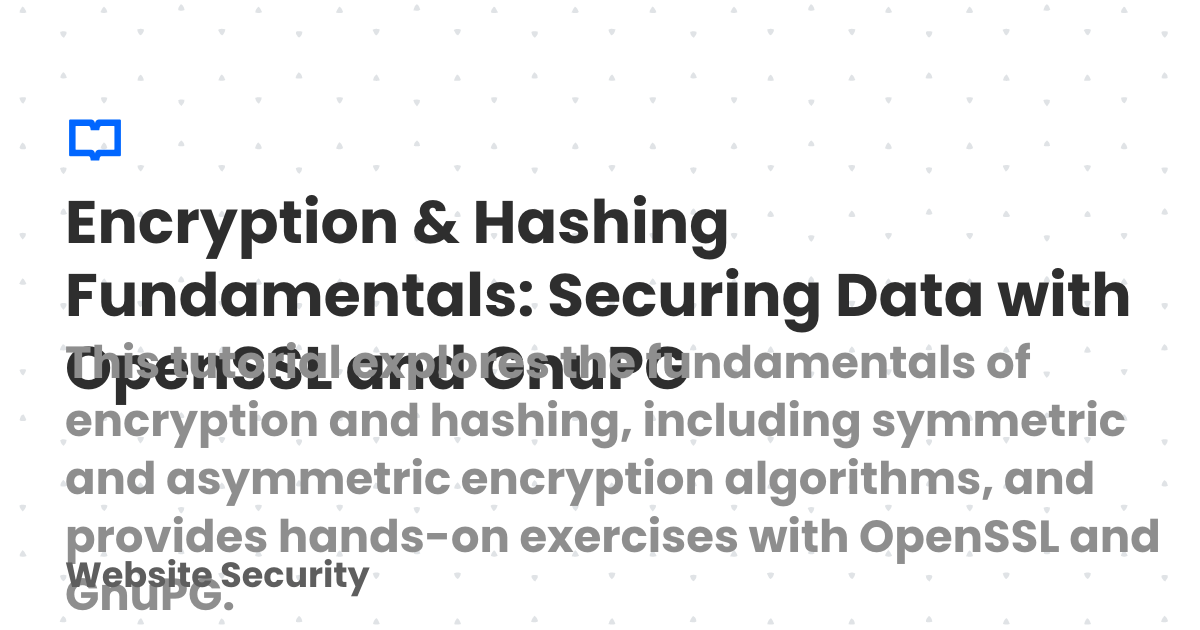 Encryption & Hashing
Fundamentals: Securing Data with
OpenSSL and GnuPG
This tutorial explores the fundamentals of
encryption and hashing, including symmetric
and asymmetric encryption algorithms, and
provides hands-on exercises with OpenSSL and
GnuPG.
Website Security